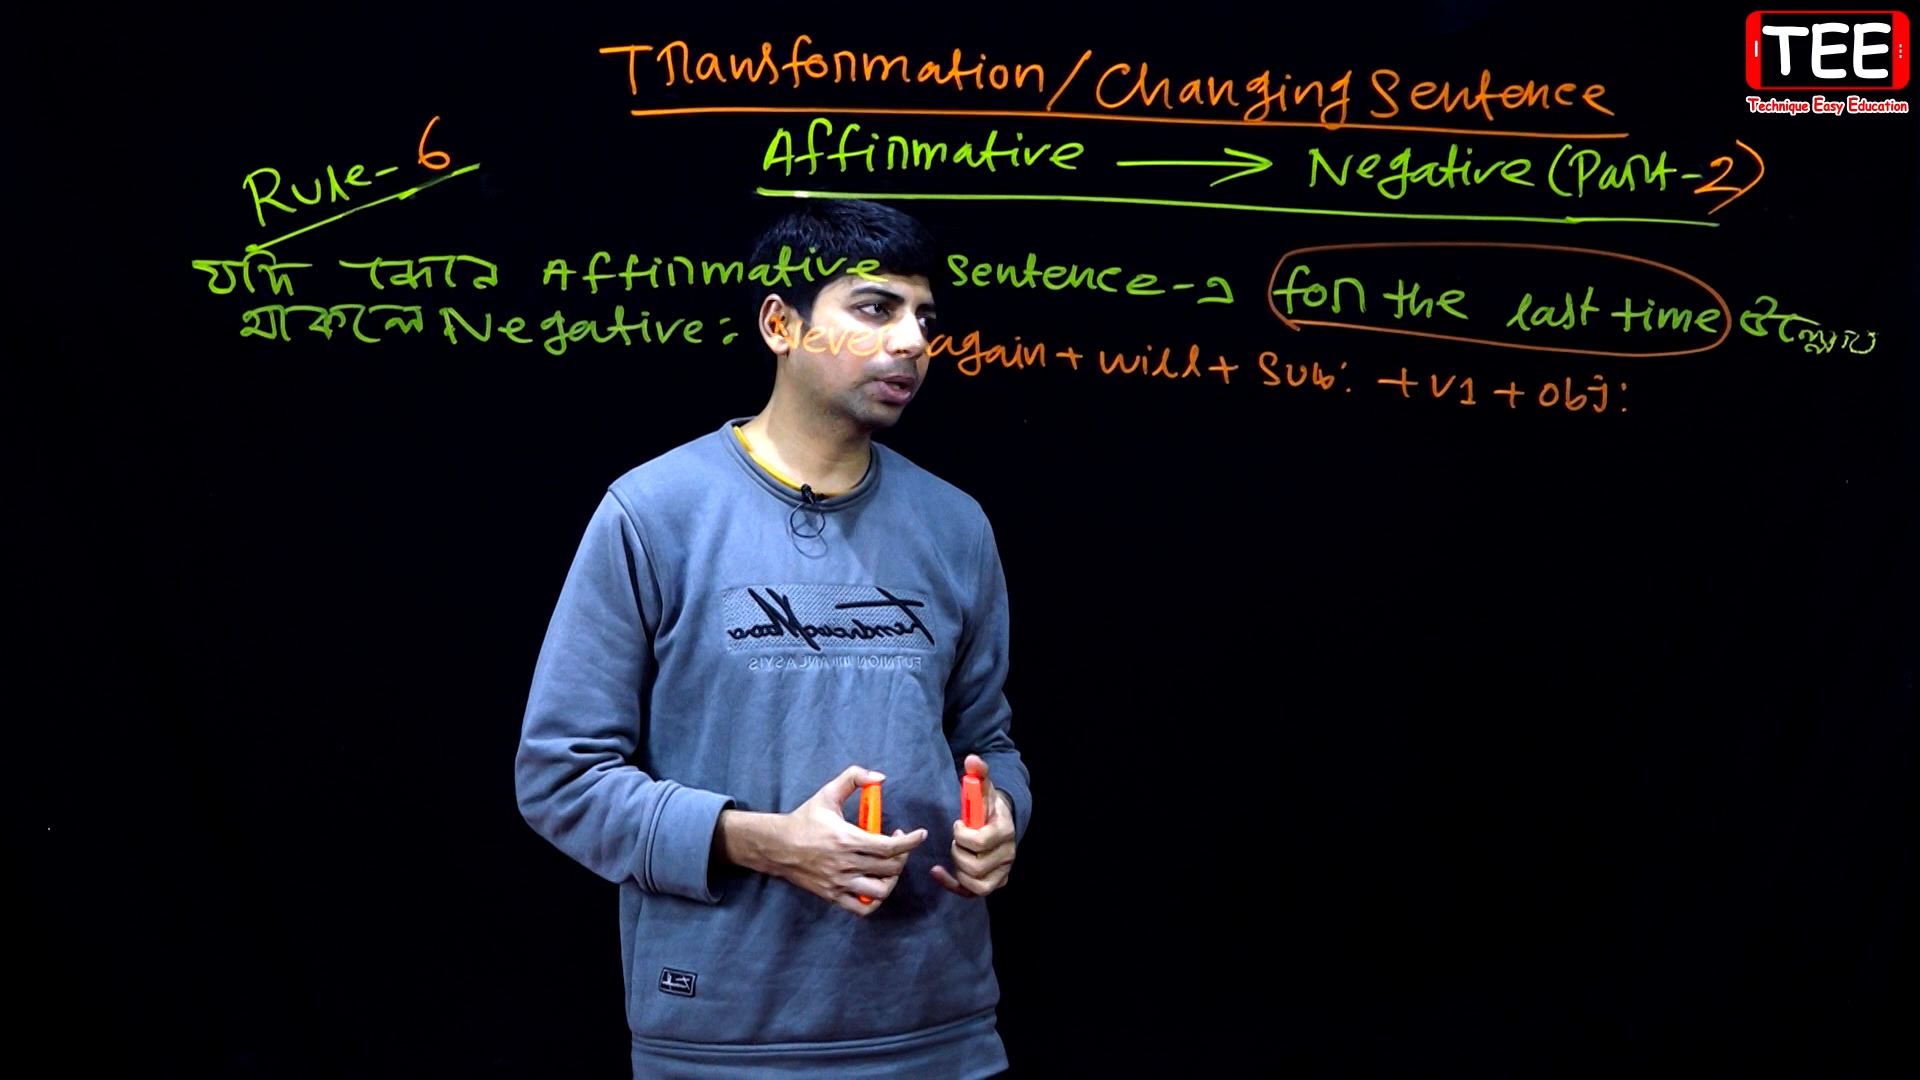 TEE
Technique Easy Education
Transformation/Changing Sentence
Affirmative → Negative (Part-2)
Rule-6
যদি কোনো Affirmative Sentence-এ for the last time উল্লেখ
থাকলে Negative: Never again + will + Sub: + V1 + obj: